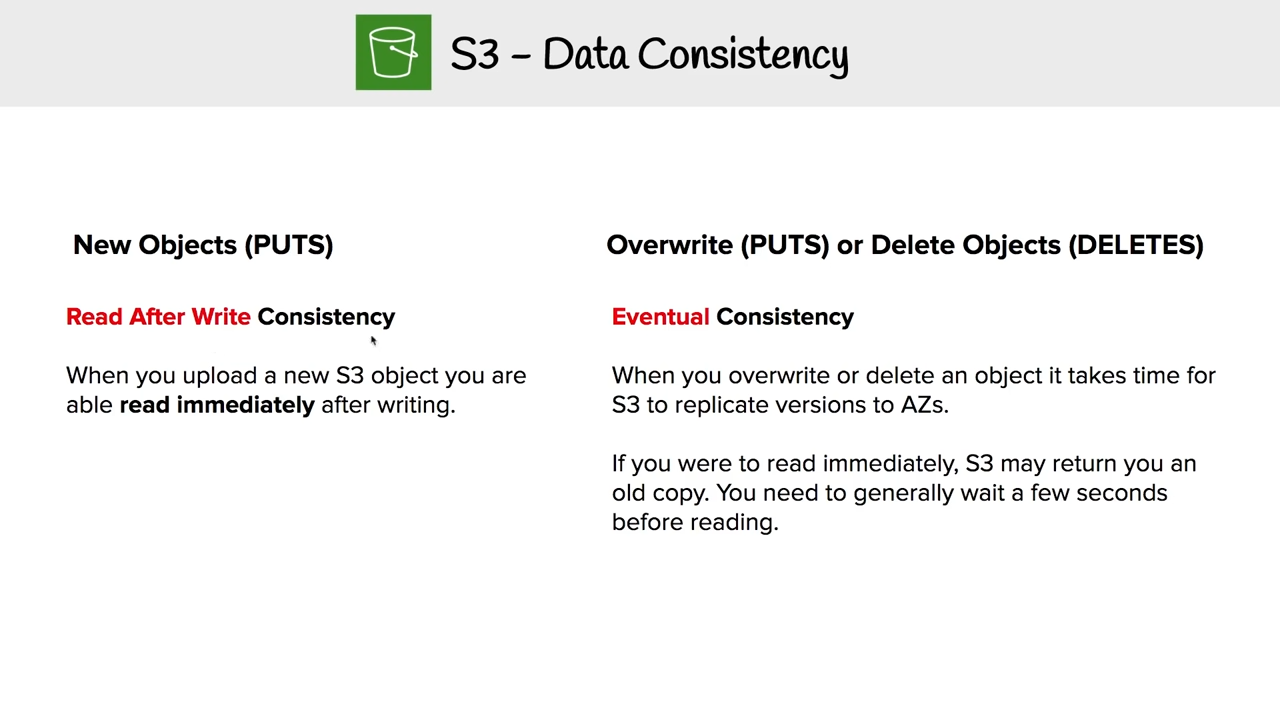 S3 – Data Consistency
New Objects (PUTS)
Read After Write Consistency
When you upload a new S3 object you are
able read immediately after writing.
Overwrite (PUTS) or Delete Objects (DELETES)
Eventual Consistency
When you overwrite or delete an object it takes time for
S3 to replicate versions to AZs.
If you were to read immediately, S3 may return you an
old copy. You need to generally wait a few seconds
before reading.